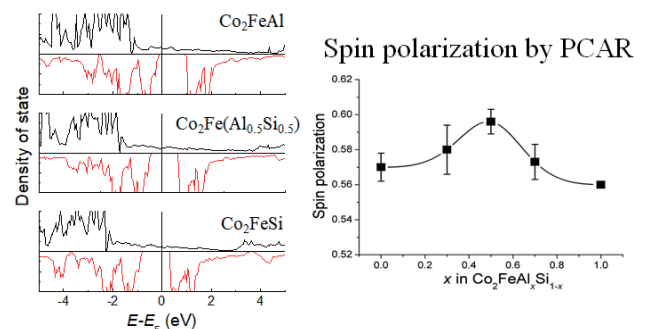 Co₂FeAl
Co₂Fe(Al₀.₅Si₀.₅)
Co₂FeSi
Density of state
-4 -2 0 2 4
E-E_F (eV)
Spin polarization by PCAR
0.62
0.60
0.58
0.56
0.54
0.52
Spin polarization
0.0 0.2 0.4 0.6 0.8 1.0
x in Co₂FeAlₓSi₁₋ₓ